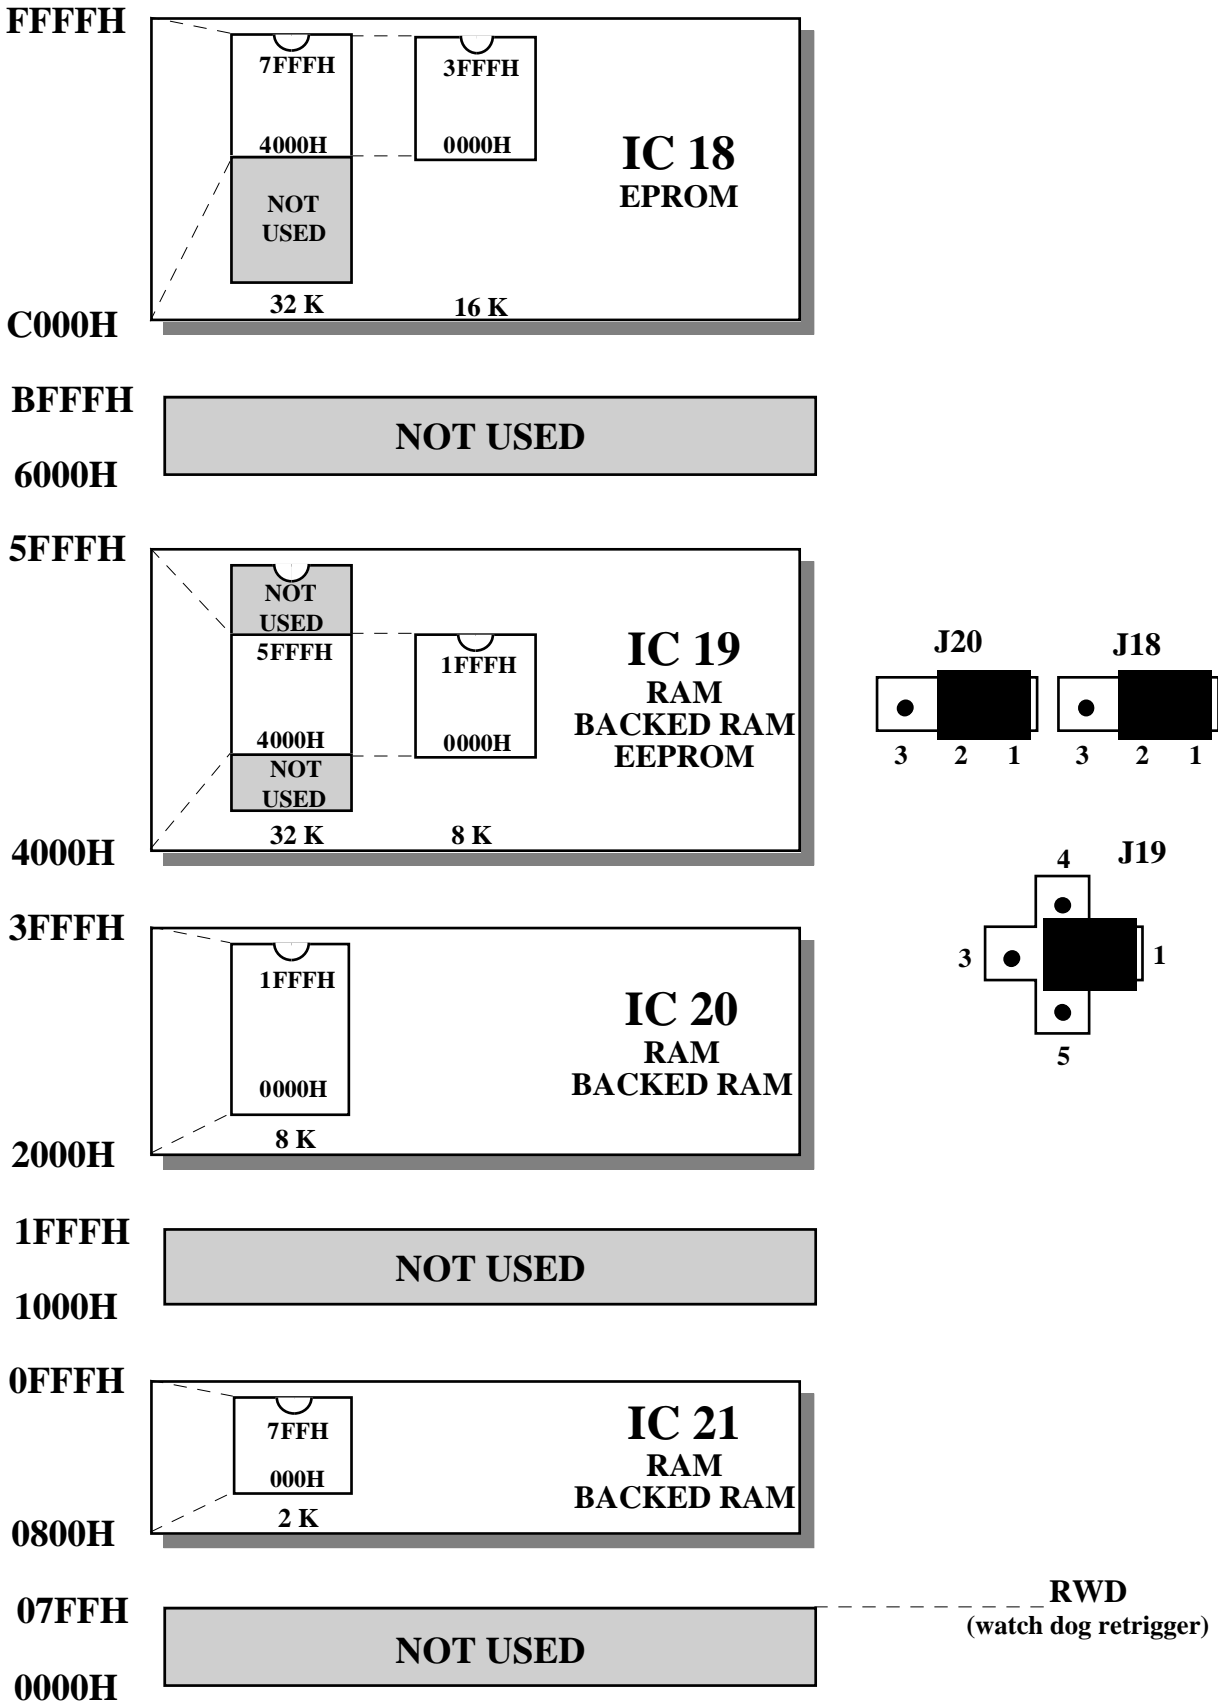 FFFFH
7FFFH
3FFFH
4000H
0000H
IC 18
EPROM
NOT
USED
32 K
16 K
C000H
BFFFH
NOT USED
6000H
5FFFH
NOT
USED
5FFFH
1FFFH
4000H
0000H
NOT
USED
IC 19
RAM
BACKED RAM
EEPROM
32 K
8 K
4000H
J20
3 2 1
J18
3 2 1
J19
4
3
1
5
3FFFH
1FFFH
0000H
IC 20
RAM
BACKED RAM
8 K
2000H
1FFFH
NOT USED
1000H
0FFFH
7FFH
000H
IC 21
RAM
BACKED RAM
2 K
0800H
07FFH
RWD
(watch dog retrigger)
NOT USED
0000H